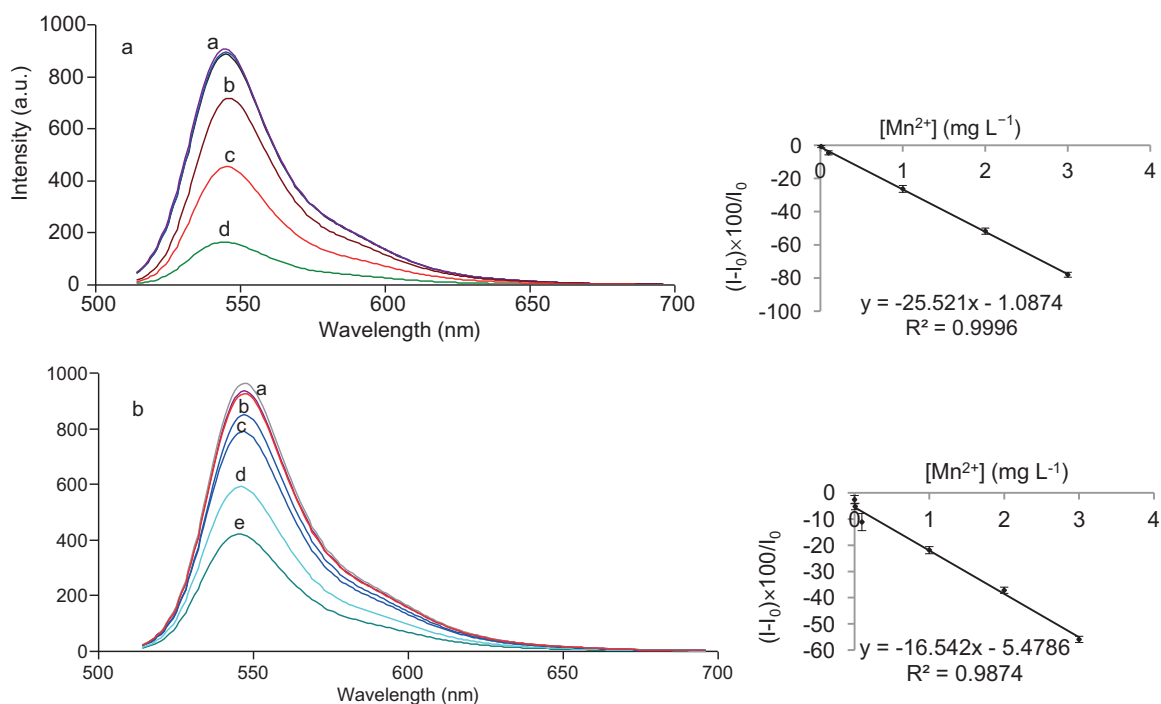 1000
800
600
400
200
0
Intensity (a.u.)
a
a
b
c
d
500
550
600
650
700
Wavelength (nm)
[Mn²⁺] (mg L⁻¹)
0
-20
-40
-60
-80
-100
0
1
2
3
4
(I-I₀)×100/I₀
y = -25.521x - 1.0874
R² = 0.9996
1000
800
600
400
200
0
b
a
b
c
d
e
500
550
600
650
700
Wavelength (nm)
[Mn²⁺] (mg L⁻¹)
0
-10
-20
-30
-40
-50
-60
0
1
2
3
4
(I-I₀)×100/I₀
y = -16.542x - 5.4786
R² = 0.9874